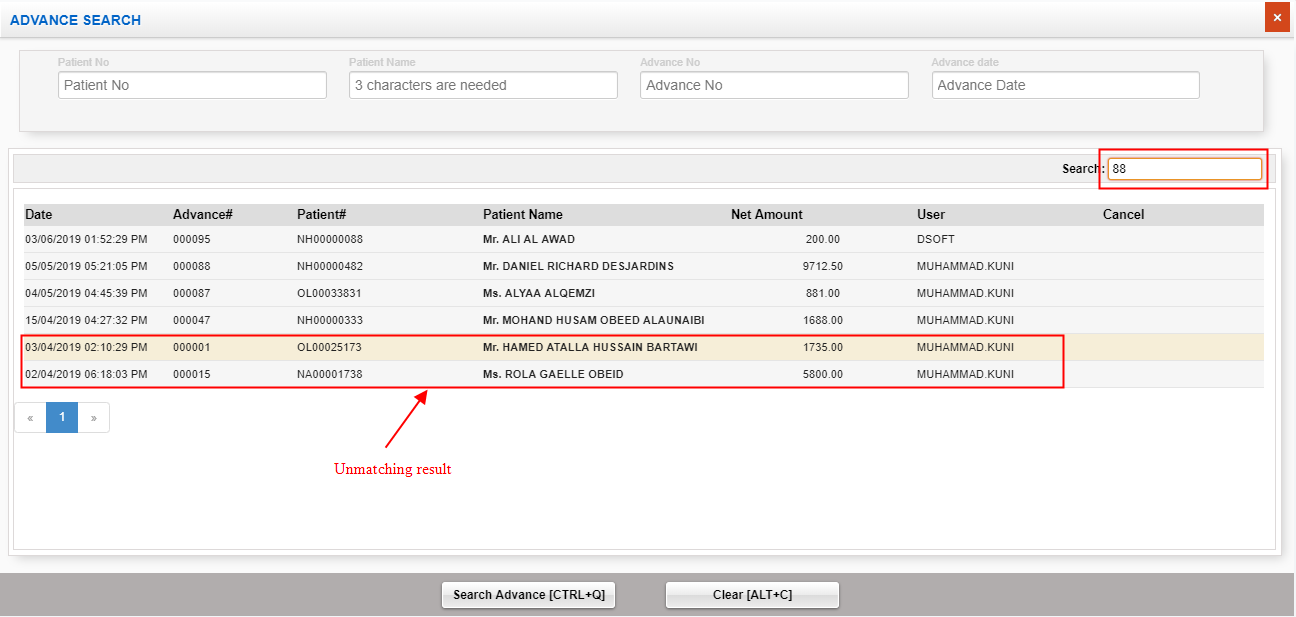 ADVANCE SEARCH ×
Patient No Patient Name Advance No Advance date
Patient No 3 characters are needed Advance No Advance Date
Search: 88
Date Advance# Patient# Patient Name Net Amount User Cancel
03/06/2019 01:52:29 PM 000095 NH00000088 Mr. ALI AL AWAD 200.00 DSOFT
05/05/2019 05:21:05 PM 000088 NH00000482 Mr. DANIEL RICHARD DESJARDINS 9712.50 MUHAMMAD.KUNI
04/05/2019 04:45:39 PM 000087 OL00033831 Ms. ALYAA ALQEMZI 881.00 MUHAMMAD.KUNI
15/04/2019 04:27:32 PM 000047 NH00000333 Mr. MOHAND HUSAM OBEED ALAUNAIBI 1688.00 MUHAMMAD.KUNI
03/04/2019 02:10:29 PM 000001 OL00025173 Mr. HAMED ATALLA HUSSAIN BARTAWI 1735.00 MUHAMMAD.KUNI
02/04/2019 06:18:03 PM 000015 NA00001738 Ms. ROLA GAELLE OBEID 5800.00 MUHAMMAD.KUNI
« 1 »
Unmatching result
Search Advance [CTRL+Q] Clear [ALT+C]